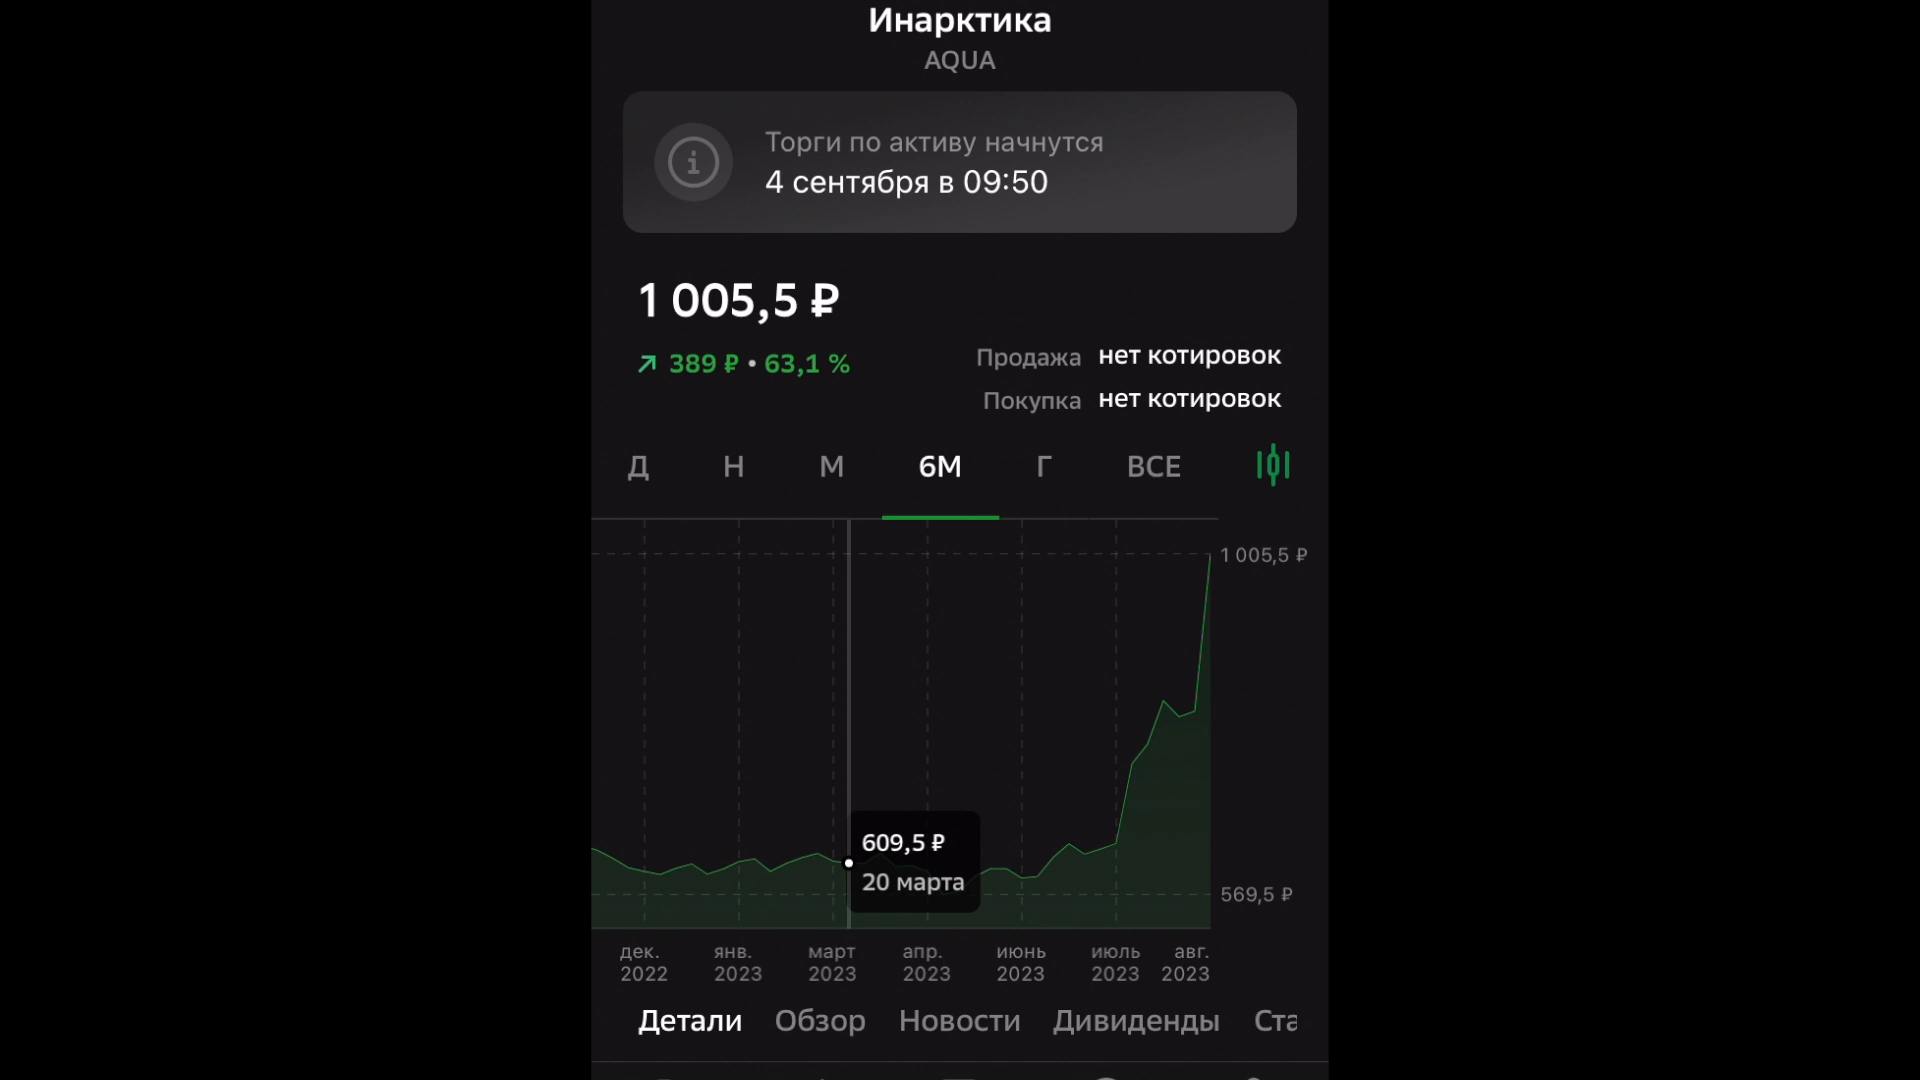 Инарктика
AQUA
Торги по активу начнутся
4 сентября в 09:50
1 005,5 ₽
389 ₽ • 63,1 %
Продажа нет котировок
Покупка нет котировок
Д Н М 6М Г ВСЕ
1 005,5 ₽
609,5 ₽
20 марта
569,5 ₽
дек. янв. март апр. июнь июль авг.
2022 2023 2023 2023 2023 2023 2023
Детали Обзор Новости Дивиденды Ста